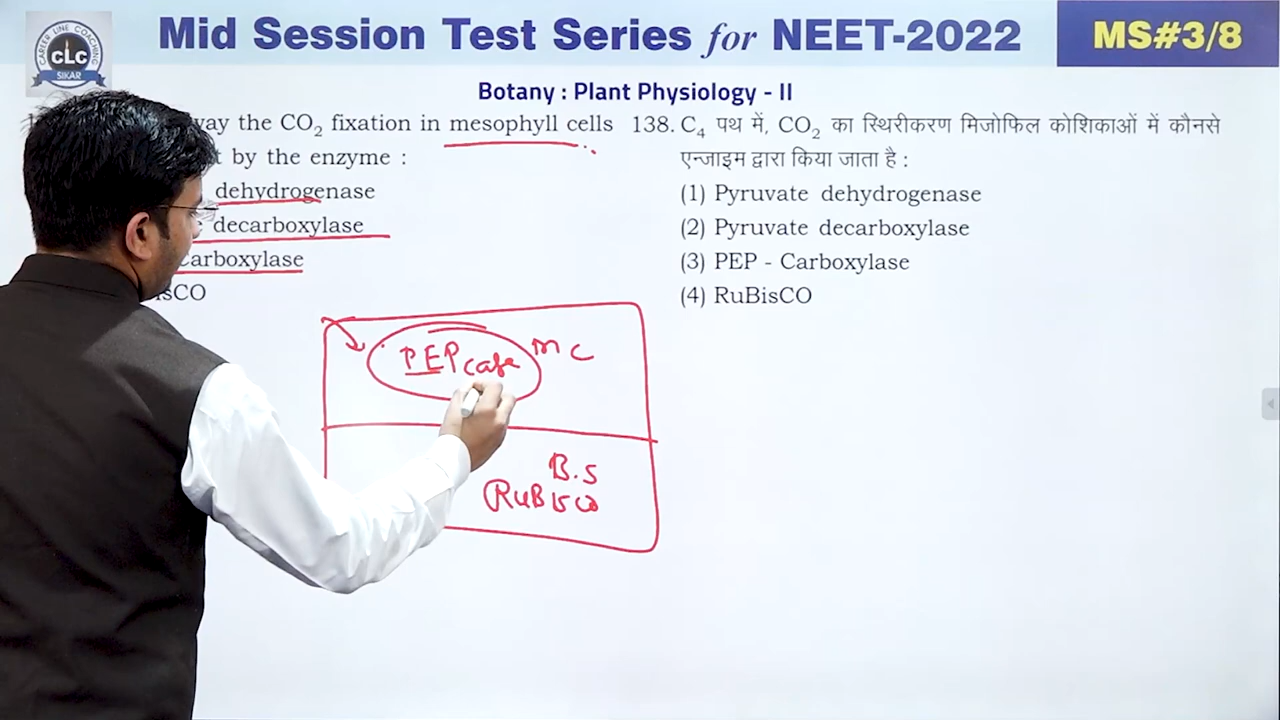 CAREER LINE COACHING
CLC
SIKAR
Mid Session Test Series for NEET-2022
MS#3/8
Botany : Plant Physiology - II
way the CO₂ fixation in mesophyll cells
t by the enzyme :
dehydrogenase
decarboxylase
carboxylase
isCO
138. C₄ पथ में, CO₂ का स्थिरीकरण मिजोफिल कोशिकाओं में कौनसे
एन्जाइम द्वारा किया जाता है :
(1) Pyruvate dehydrogenase
(2) Pyruvate decarboxylase
(3) PEP - Carboxylase
(4) RuBisCO
PEPcase
m c
B.S
RuBisCO